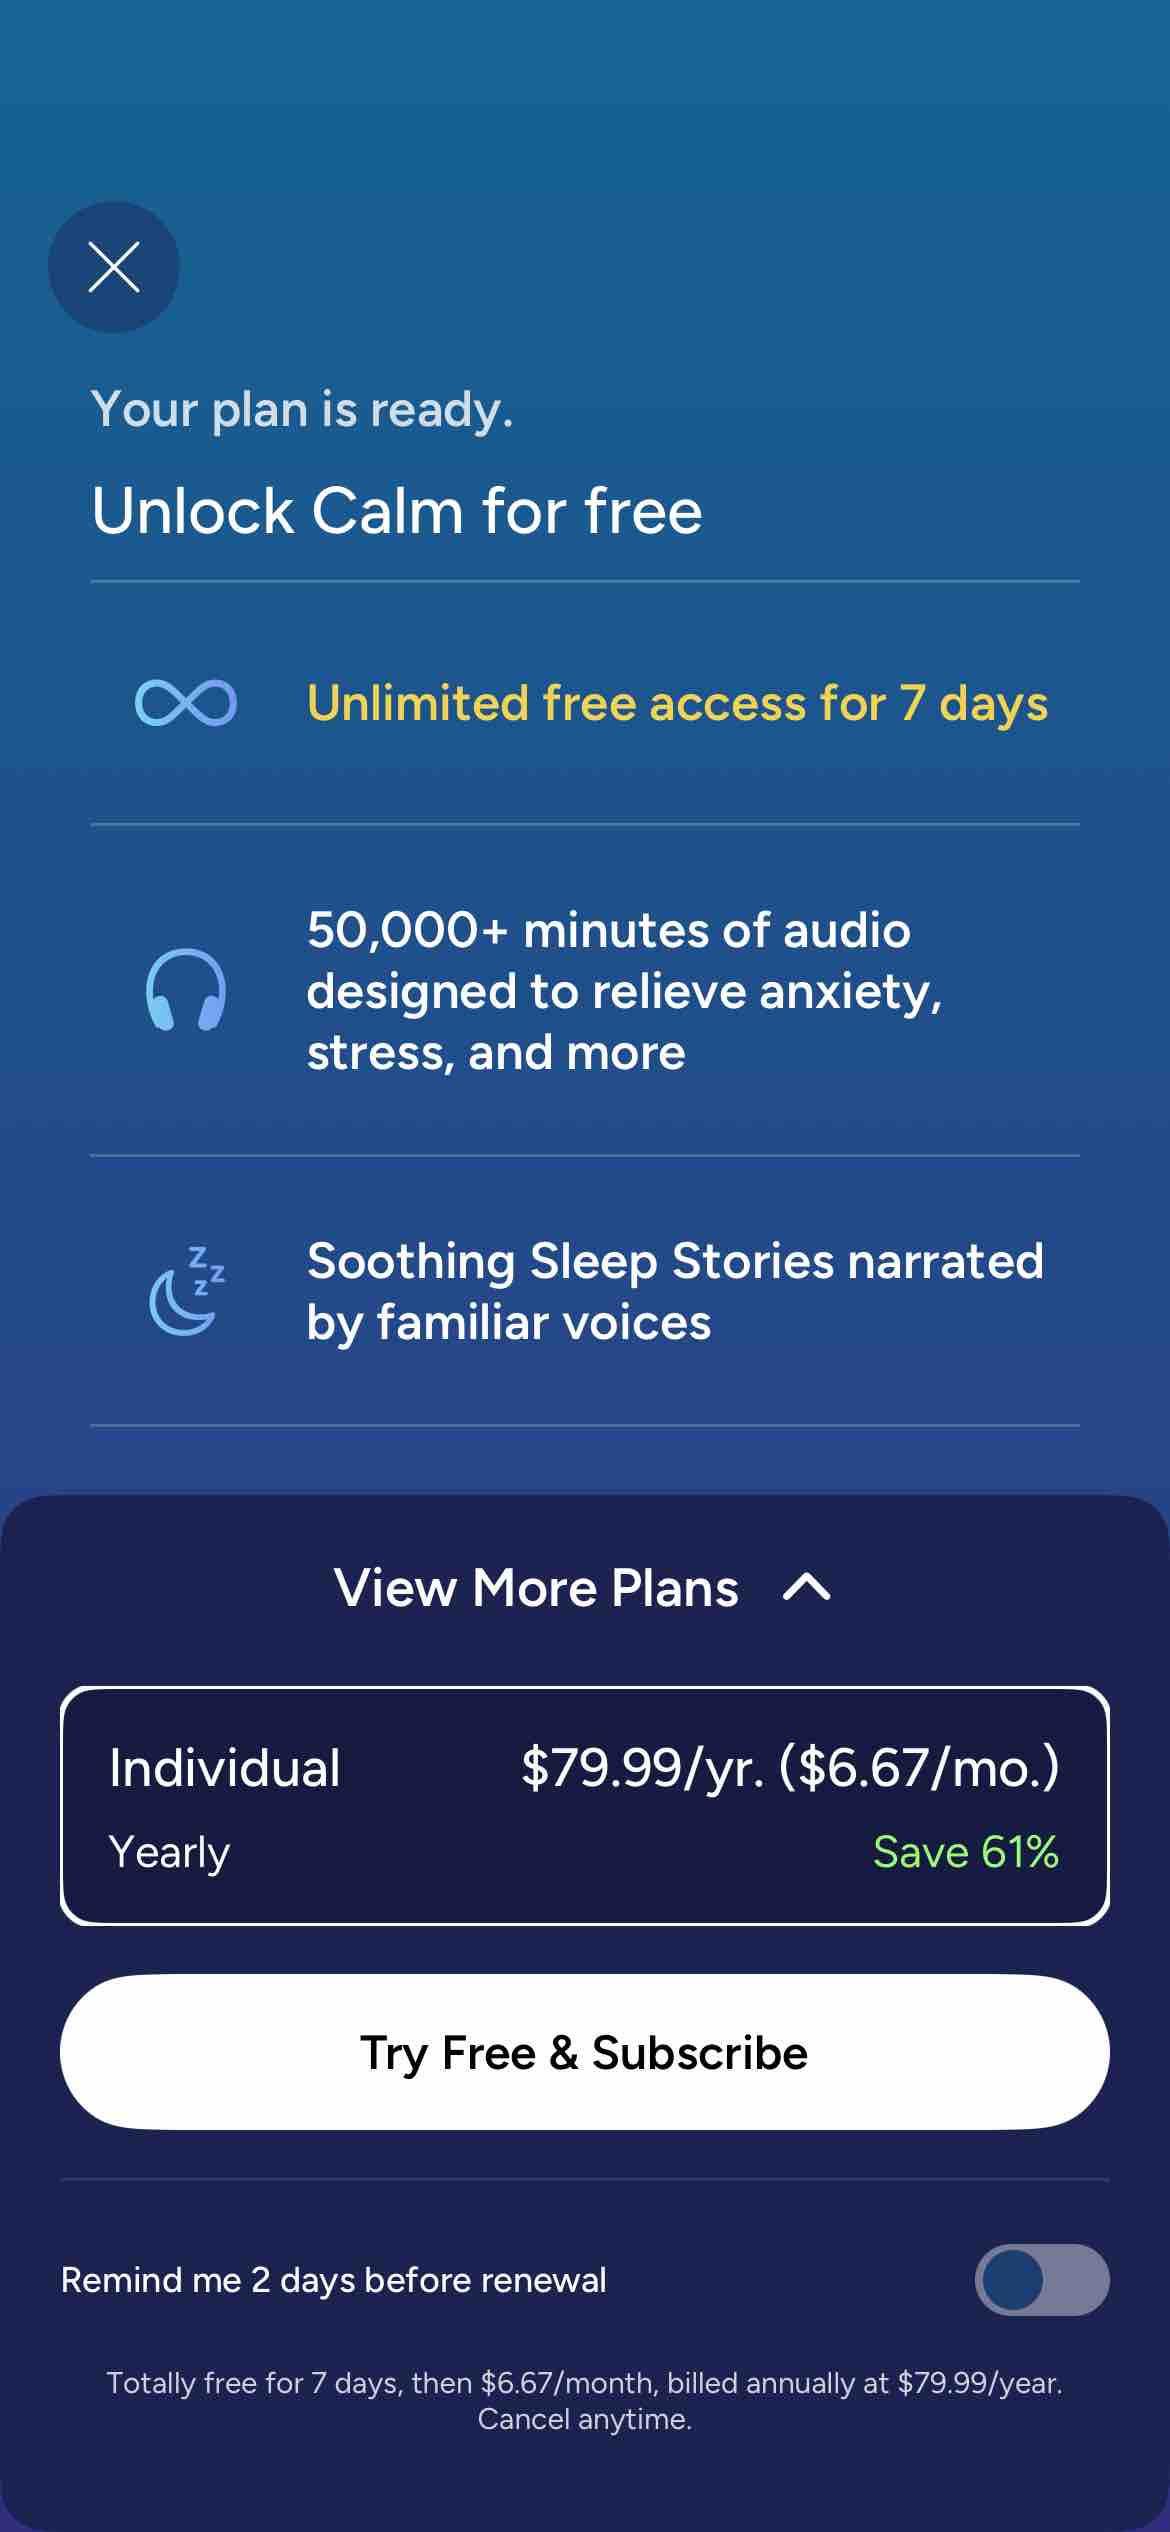 Your plan is ready.
Unlock Calm for free
Unlimited free access for 7 days
50,000+ minutes of audio
designed to relieve anxiety,
stress, and more
Soothing Sleep Stories narrated
by familiar voices
View More Plans
Individual $79.99/yr. ($6.67/mo.)
Yearly Save 61%
Try Free & Subscribe
Remind me 2 days before renewal
Totally free for 7 days, then $6.67/month, billed annually at $79.99/year.
Cancel anytime.